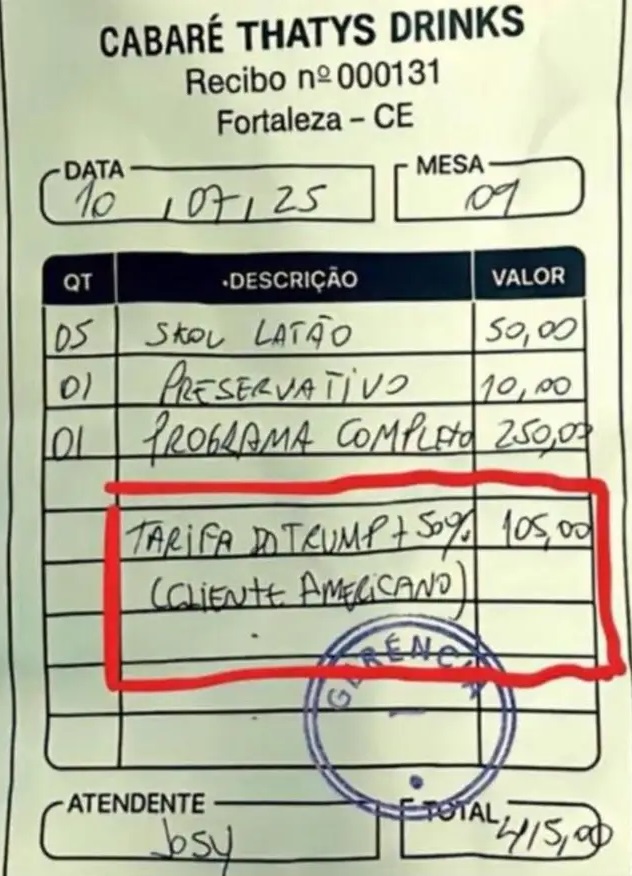 CABARÉ THATYS DRINKS
Recibo nº 000131
Fortaleza - CE
DATA
10 / 07 / 25
MESA
09
QT DESCRIÇÃO VALOR
05 SKOL LATÃO 50,00
01 PRESERVATIVO 10,00
01 PROGRAMA COMPLETO 250,00
TARIFA DO TRUMP + 50% 105,00
(CLIENTE AMERICANO)
GERÊNCIA
ATENDENTE
Josy
TOTAL
415,00